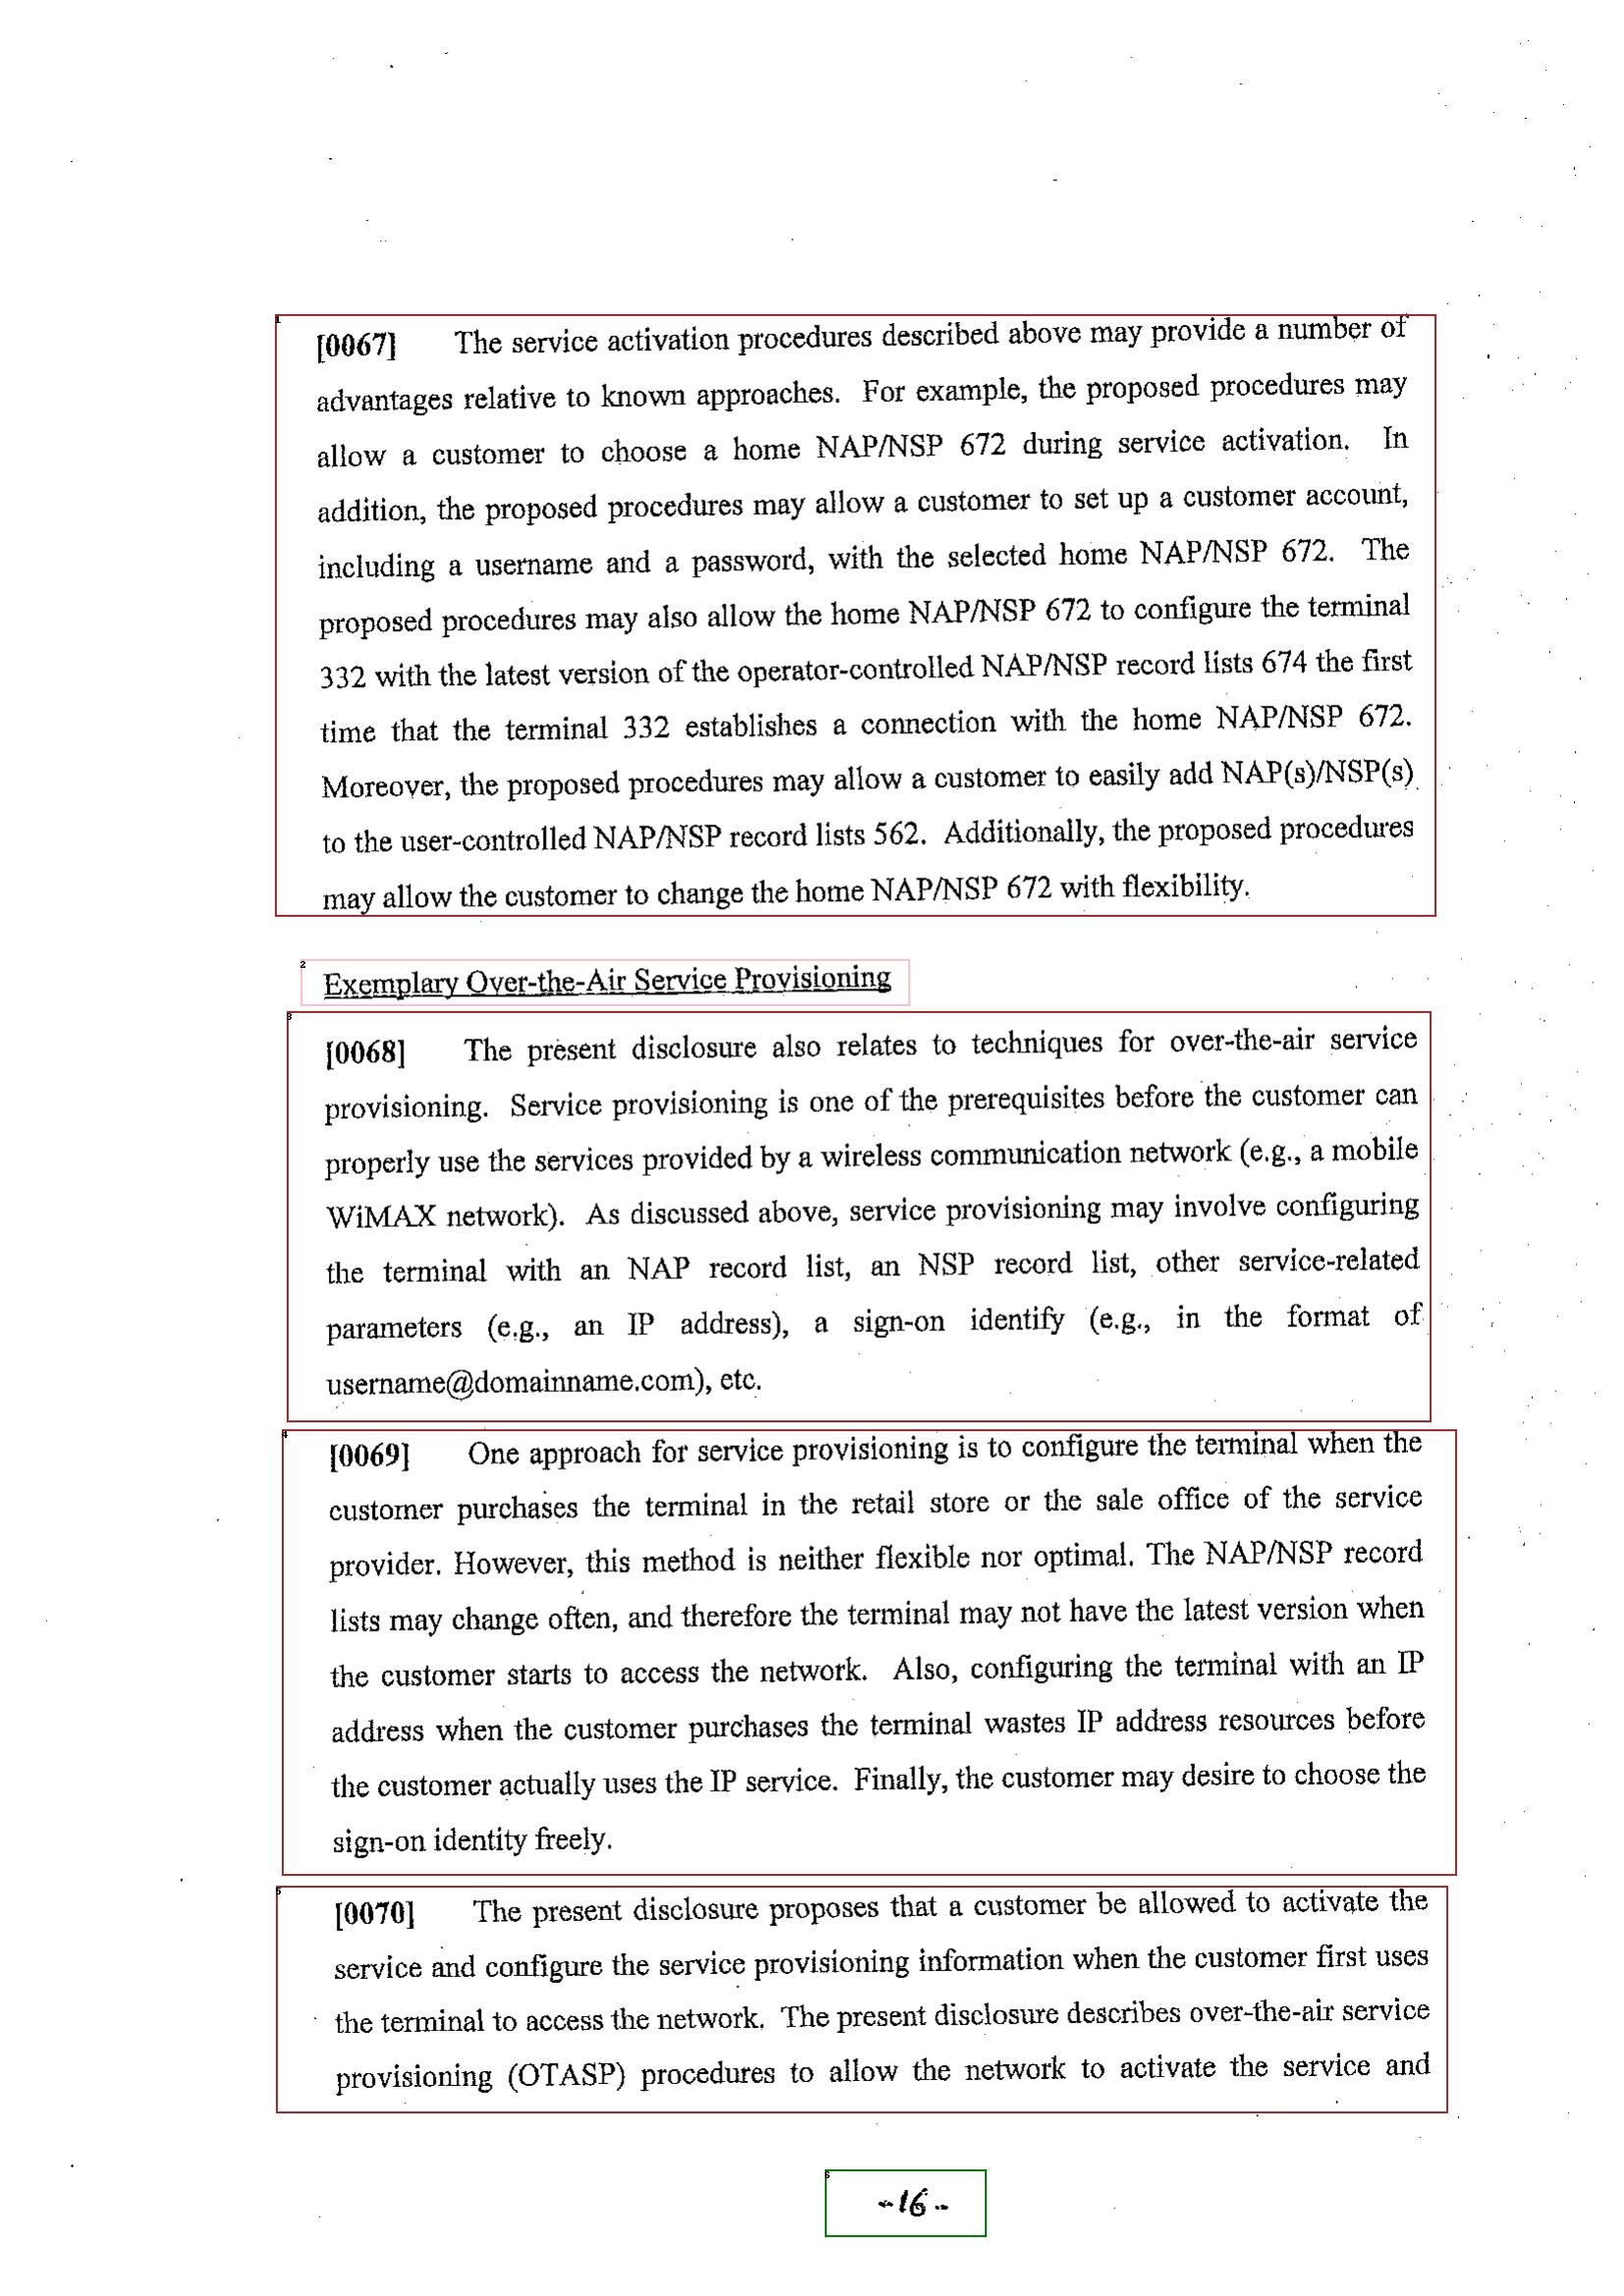 [0067] The service activation procedures described above may provide a number of
advantages relative to known approaches. For example, the proposed procedures may
allow a customer to choose a home NAP/NSP 672 during service activation. In
addition, the proposed procedures may allow a customer to set up a customer account,
including a username and a password, with the selected home NAP/NSP 672. The
proposed procedures may also allow the home NAP/NSP 672 to configure the terminal
332 with the latest version of the operator-controlled NAP/NSP record lists 674 the first
time that the terminal 332 establishes a connection with the home NAP/NSP 672.
Moreover, the proposed procedures may allow a customer to easily add NAP(s)/NSP(s)
to the user-controlled NAP/NSP record lists 562. Additionally, the proposed procedures
may allow the customer to change the home NAP/NSP 672 with flexibility.
Exemplary Over-the-Air Service Provisioning
[0068] The present disclosure also relates to techniques for over-the-air service
provisioning. Service provisioning is one of the prerequisites before the customer can
properly use the services provided by a wireless communication network (e.g., a mobile
WiMAX network). As discussed above, service provisioning may involve configuring
the terminal with an NAP record list, an NSP record list, other service-related
parameters (e.g., an IP address), a sign-on identify (e.g., in the format of
username@domainname.com), etc.
[0069] One approach for service provisioning is to configure the terminal when the
customer purchases the terminal in the retail store or the sale office of the service
provider. However, this method is neither flexible nor optimal. The NAP/NSP record
lists may change often, and therefore the terminal may not have the latest version when
the customer starts to access the network. Also, configuring the terminal with an IP
address when the customer purchases the terminal wastes IP address resources before
the customer actually uses the IP service. Finally, the customer may desire to choose the
sign-on identity freely.
[0070] The present disclosure proposes that a customer be allowed to activate the
service and configure the service provisioning information when the customer first uses
the terminal to access the network. The present disclosure describes over-the-air service
provisioning (OTASP) procedures to allow the network to activate the service and
-16-